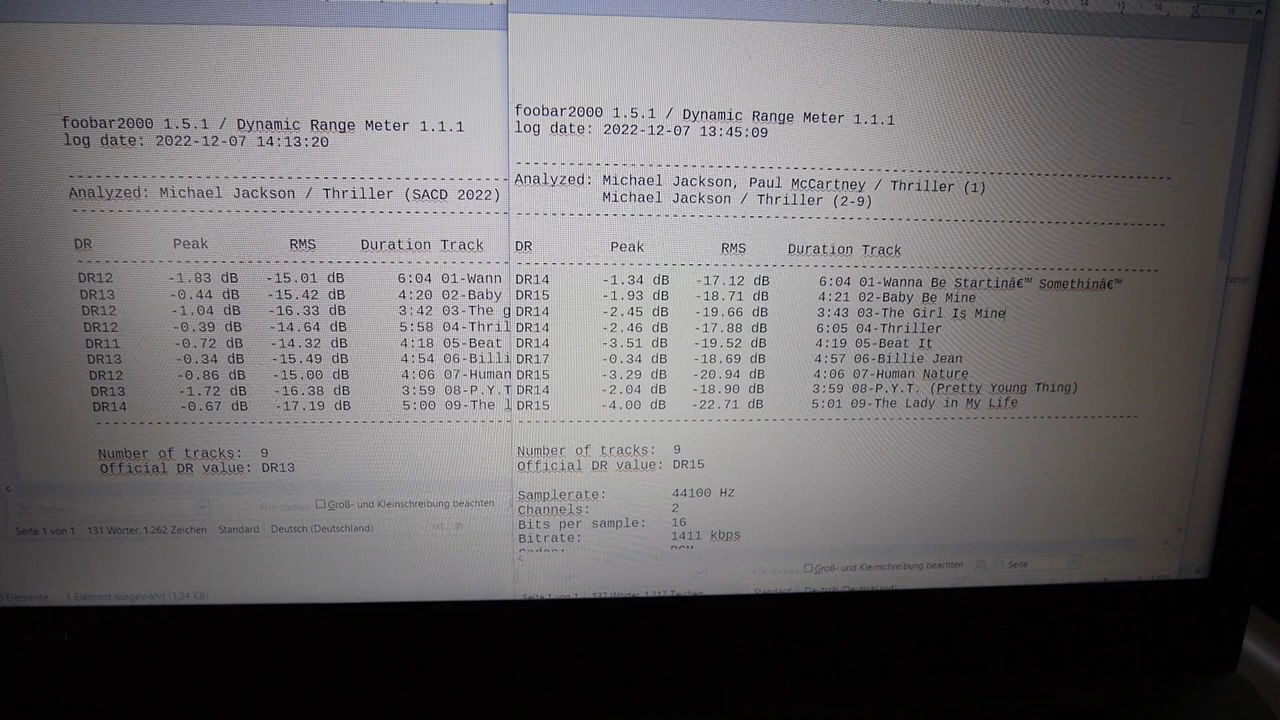 foobar2000 1.5.1 / Dynamic Range Meter 1.1.1
log date: 2022-12-07 14:13:20
--------------------------------------------------
Analyzed: Michael Jackson / Thriller (SACD 2022)
--------------------------------------------------
DR Peak RMS Duration Track
--------------------------------------------------
DR12 -1.83 dB -15.01 dB 6:04 01-Wann
DR13 -0.44 dB -15.42 dB 4:20 02-Baby
DR12 -1.04 dB -16.33 dB 3:42 03-The g
DR12 -0.39 dB -14.64 dB 5:58 04-Thril
DR11 -0.72 dB -14.32 dB 4:18 05-Beat
DR13 -0.34 dB -15.49 dB 4:54 06-Billi
DR12 -0.86 dB -15.00 dB 4:06 07-Human
DR13 -1.72 dB -16.38 dB 3:59 08-P.Y.T
DR14 -0.67 dB -17.19 dB 5:00 09-The l
--------------------------------------------------
Number of tracks: 9
Official DR value: DR13
Groß- und Kleinschreibung beachten
Seite 1 von 1 131 Wörter, 1.262 Zeichen Standard Deutsch (Deutschland)
Elemente 1 Element ausgewählt (1,34 KB)
foobar2000 1.5.1 / Dynamic Range Meter 1.1.1
log date: 2022-12-07 13:45:09
--------------------------------------------------
Analyzed: Michael Jackson, Paul McCartney / Thriller (1)
Michael Jackson / Thriller (2-9)
--------------------------------------------------
DR Peak RMS Duration Track
--------------------------------------------------
DR14 -1.34 dB -17.12 dB 6:04 01-Wanna Be Startinâ€™ Somethinâ€™
DR15 -1.93 dB -18.71 dB 4:21 02-Baby Be Mine
DR14 -2.45 dB -19.66 dB 3:43 03-The Girl Is Mine
DR14 -2.46 dB -17.88 dB 6:05 04-Thriller
DR14 -3.51 dB -19.52 dB 4:19 05-Beat It
DR17 -0.34 dB -18.69 dB 4:57 06-Billie Jean
DR15 -3.29 dB -20.94 dB 4:06 07-Human Nature
DR14 -2.04 dB -18.90 dB 3:59 08-P.Y.T. (Pretty Young Thing)
DR15 -4.00 dB -22.71 dB 5:01 09-The Lady in My Life
--------------------------------------------------
Number of tracks: 9
Official DR value: DR15
Samplerate: 44100 Hz
Channels: 2
Bits per sample: 16
Bitrate: 1411 kbps
Groß- und Kleinschreibung beachten Seite